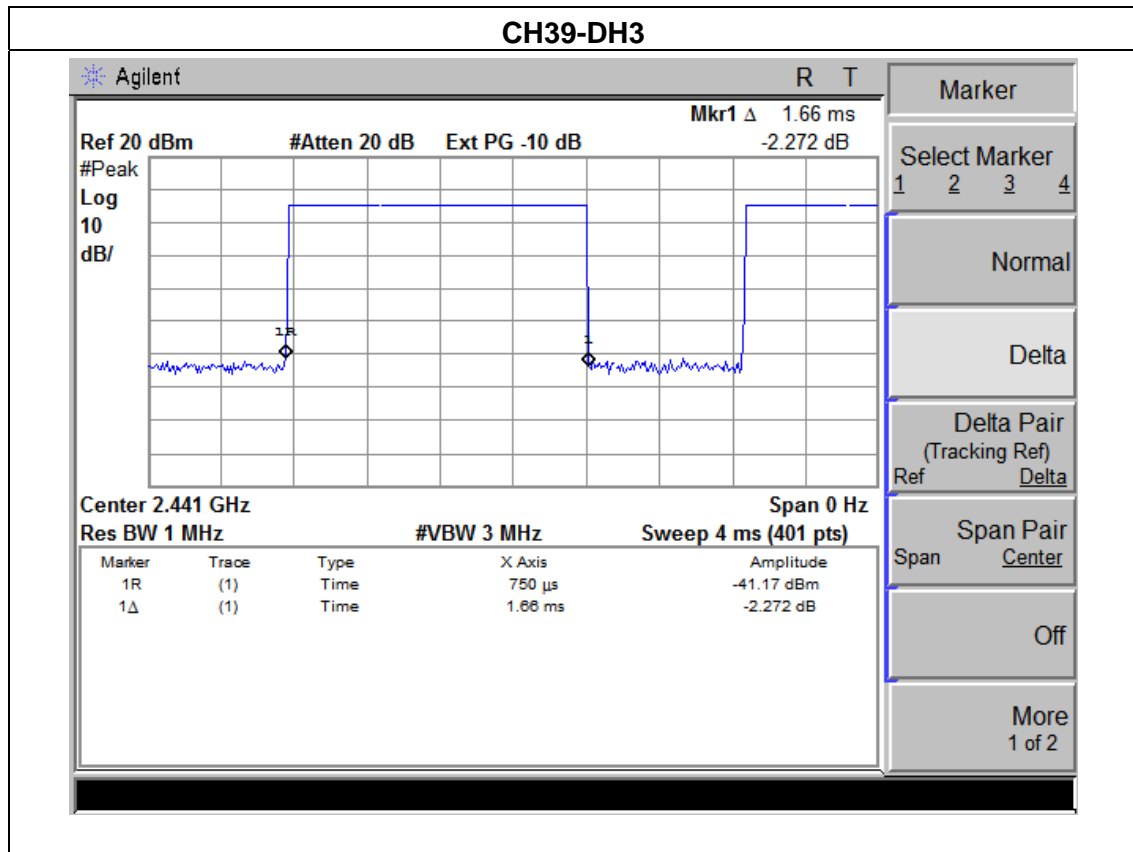 CH39-DH3
Agilent R T
Mkr1 Δ 1.66 ms
Ref 20 dBm #Atten 20 dB Ext PG -10 dB -2.272 dB
#Peak
Log
10
dB/
1R
1
Center 2.441 GHz Span 0 Hz
Res BW 1 MHz #VBW 3 MHz Sweep 4 ms (401 pts)
Marker Trace Type X Axis Amplitude
1R (1) Time 750 µs -41.17 dBm
1Δ (1) Time 1.66 ms -2.272 dB
Marker
Select Marker
1 2 3 4
Normal
Delta
Delta Pair
(Tracking Ref)
Ref Delta
Span Pair
Span Center
Off
More
1 of 2